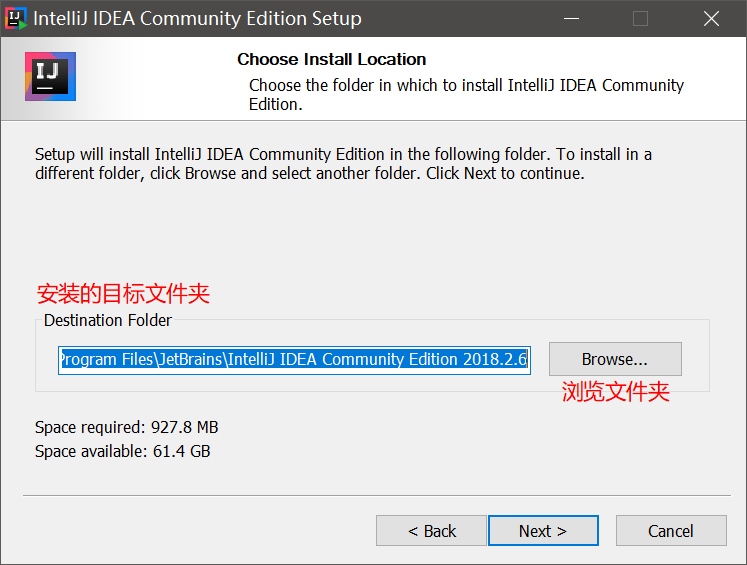 IntelliJ IDEA Community Edition Setup
IJ
Choose Install Location
Choose the folder in which to install IntelliJ IDEA Community
Edition.
Setup will install IntelliJ IDEA Community Edition in the following folder. To install in a
different folder, click Browse and select another folder. Click Next to continue.
安装的目标文件夹
Destination Folder
Program Files\JetBrains\IntelliJ IDEA Community Edition 2018.2.6
Browse...
浏览文件夹
Space required: 927.8 MB
Space available: 61.4 GB
< Back
Next >
Cancel